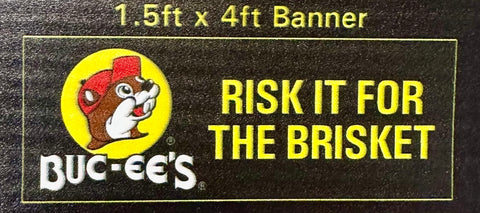 1.5ft x 4ft Banner
RISK IT FOR
THE BRISKET
BUC-EE'S®
®